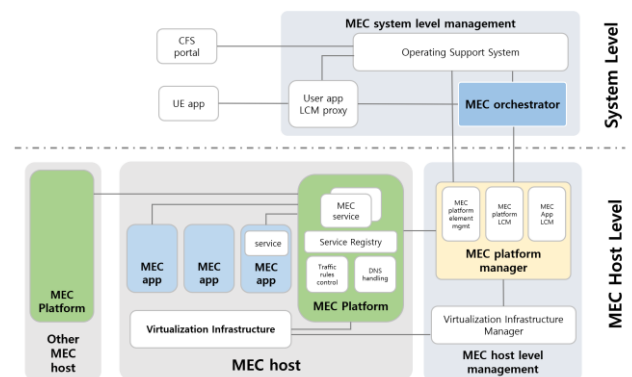 MEC system level management
CFS
portal
Operating Support System
UE app
User app
LCM proxy
MEC orchestrator
System Level
MEC
service
MEC
platform
element
mgmt
MEC
platform
LCM
MEC
App
LCM
service
Service Registry
MEC
app
MEC
app
MEC
app
Traffic
rules
control
DNS
handling
MEC platform
manager
MEC
Platform
MEC Platform
Virtualization Infrastructure
Virtualization Infrastructure
Manager
Other
MEC
host
MEC host
MEC host level
management
MEC Host Level